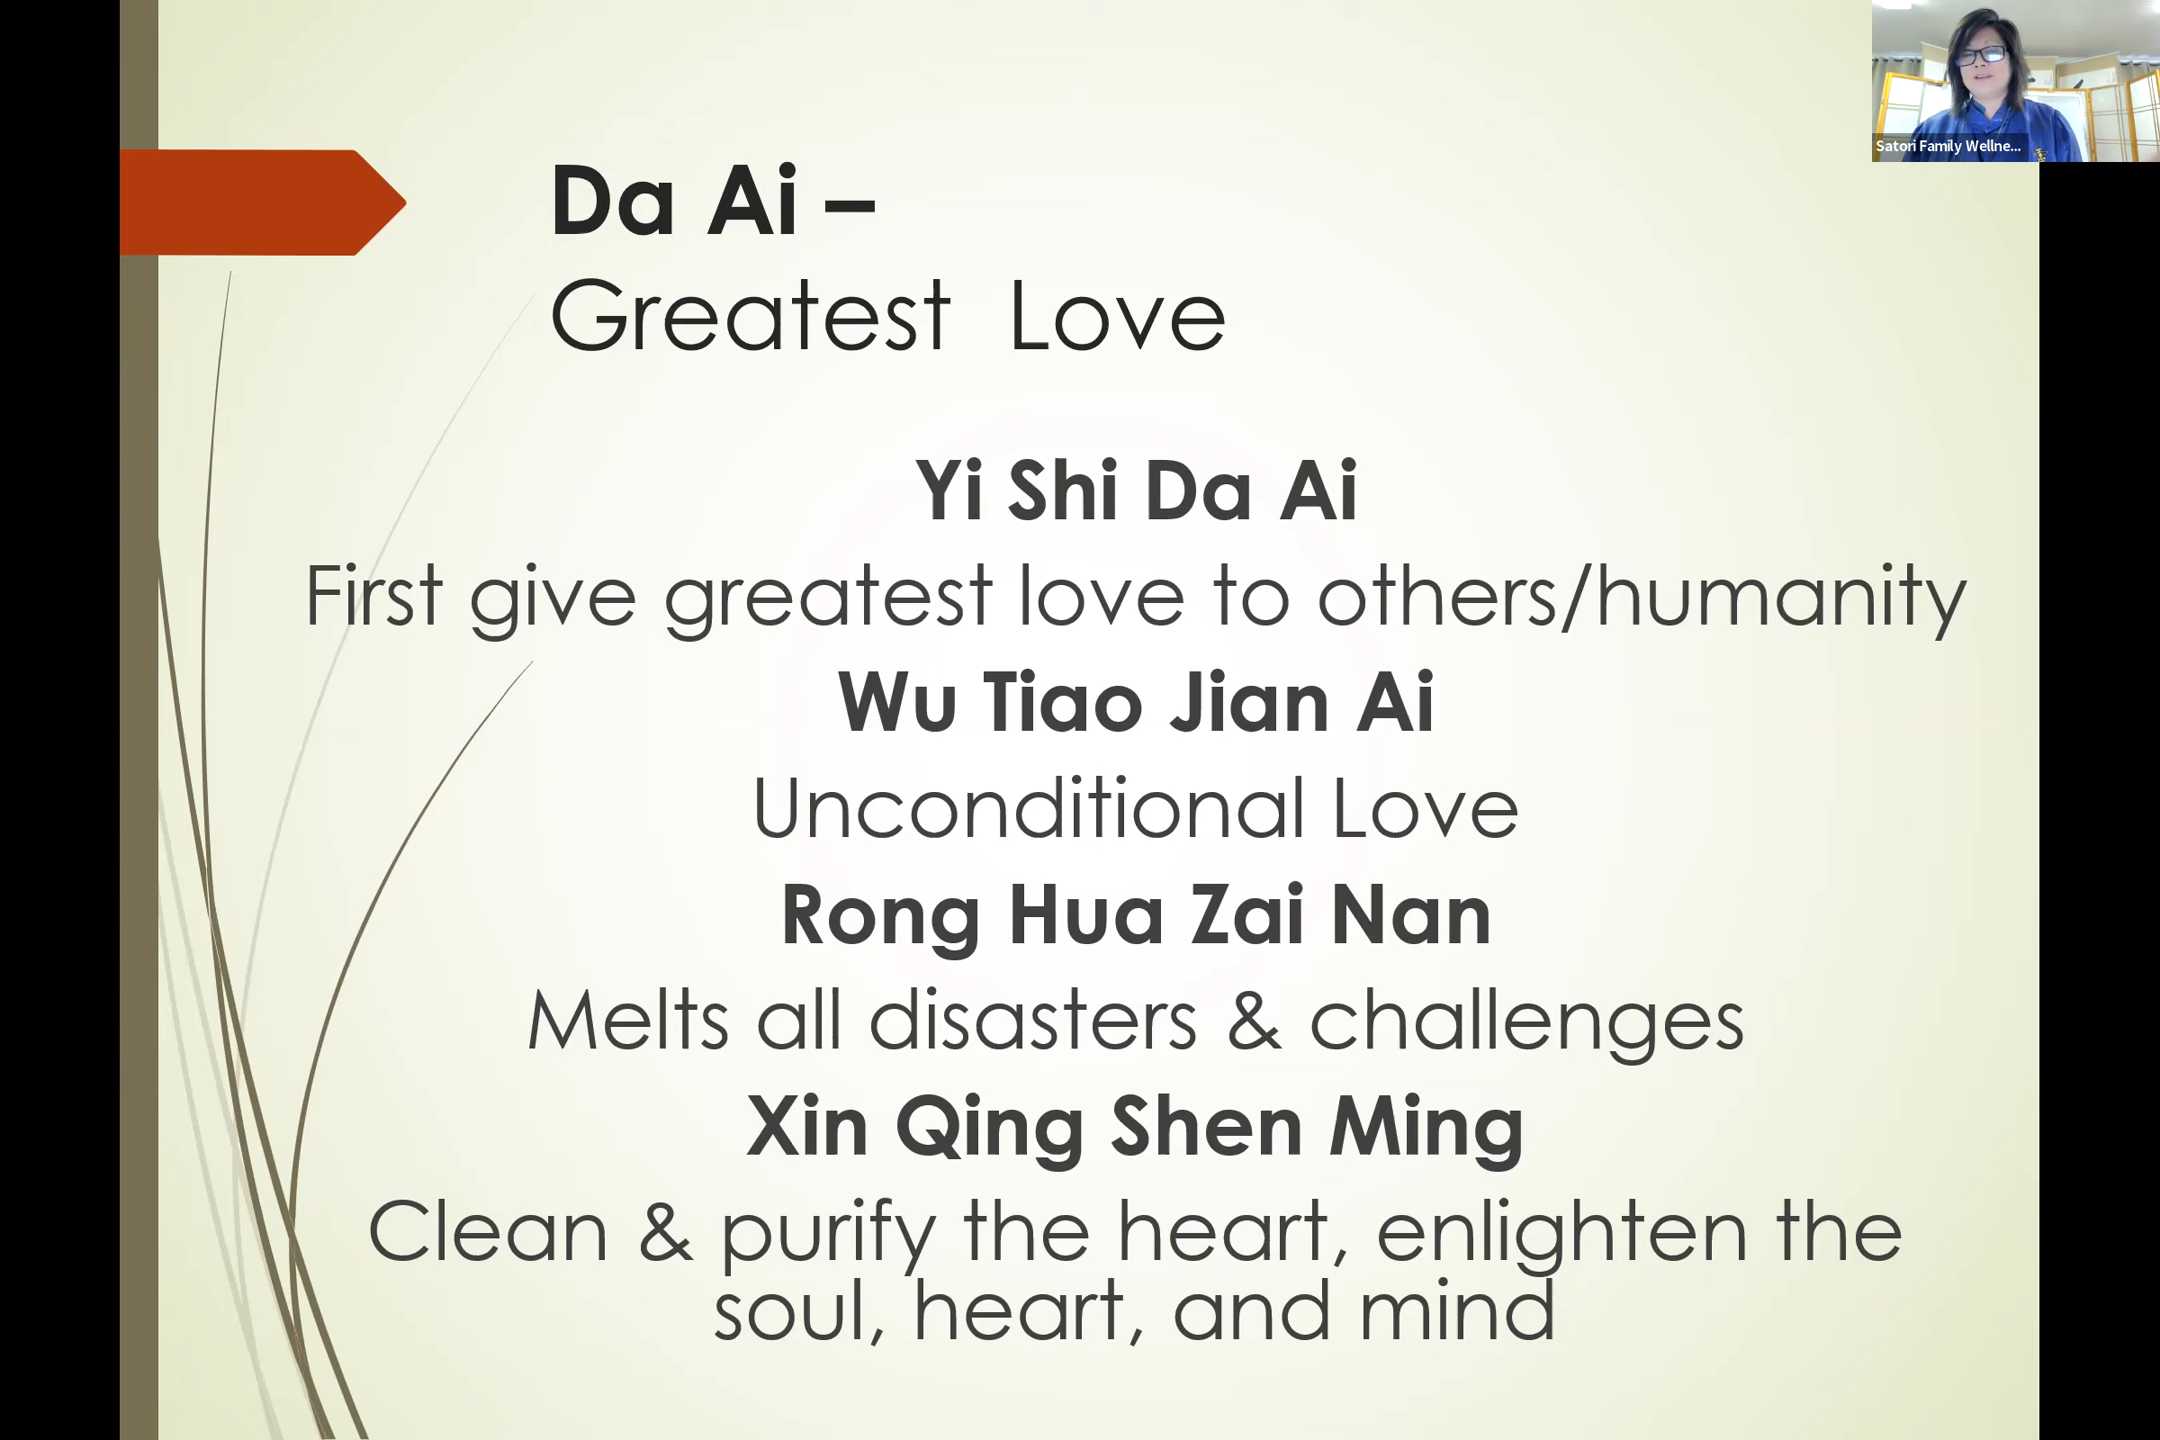 Satori Family Wellne...
Da Ai –
Greatest Love
Yi Shi Da Ai
First give greatest love to others/humanity
Wu Tiao Jian Ai
Unconditional Love
Rong Hua Zai Nan
Melts all disasters & challenges
Xin Qing Shen Ming
Clean & purify the heart, enlighten the
soul, heart, and mind